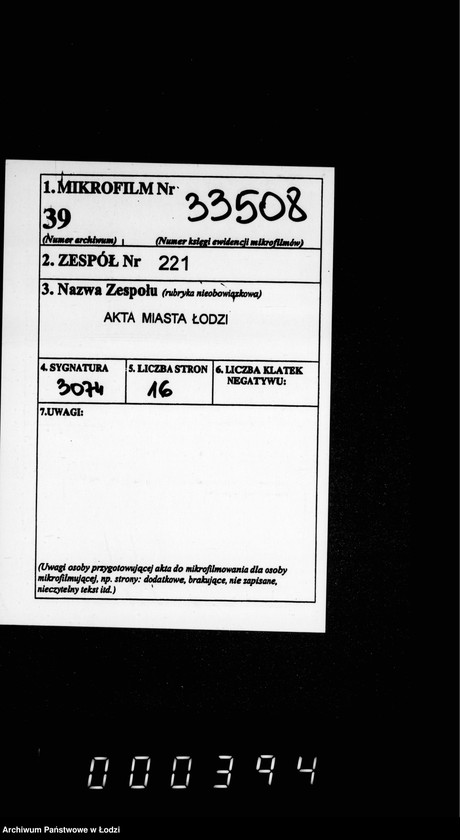 1. MIKROFILM Nr 33508
39
(Numer archiwum) (Numer księgi ewidencji mikrofilmów)
2. ZESPÓŁ Nr 221
3. Nazwa Zespołu (rubryka nieobowiązkowa)
AKTA MIASTA ŁODZI
4. SYGNATURA 5. LICZBA STRON 6. LICZBA KLATEK
NEGATYWU:
3074 16
7.UWAGI:
(Uwagi osoby przygotowującej akta do mikrofilmowania dla osoby
mikrofilmującej, np. strony: dodatkowe, brakujące, nie zapisane,
nieczytelny tekst itd.)
000394
Archiwum Państwowe w Łodzi